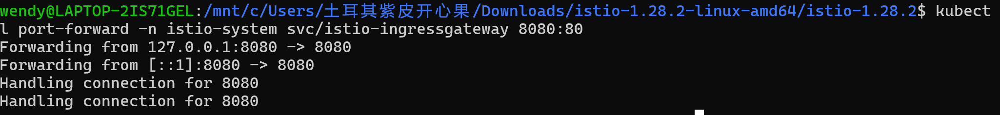 wendy@LAPTOP-2IS71GEL:/mnt/c/Users/土耳其紫皮开心果/Downloads/istio-1.28.2-linux-amd64/istio-1.28.2$ kubect
l port-forward -n istio-system svc/istio-ingressgateway 8080:80
Forwarding from 127.0.0.1:8080 -> 8080
Forwarding from [::1]:8080 -> 8080
Handling connection for 8080
Handling connection for 8080